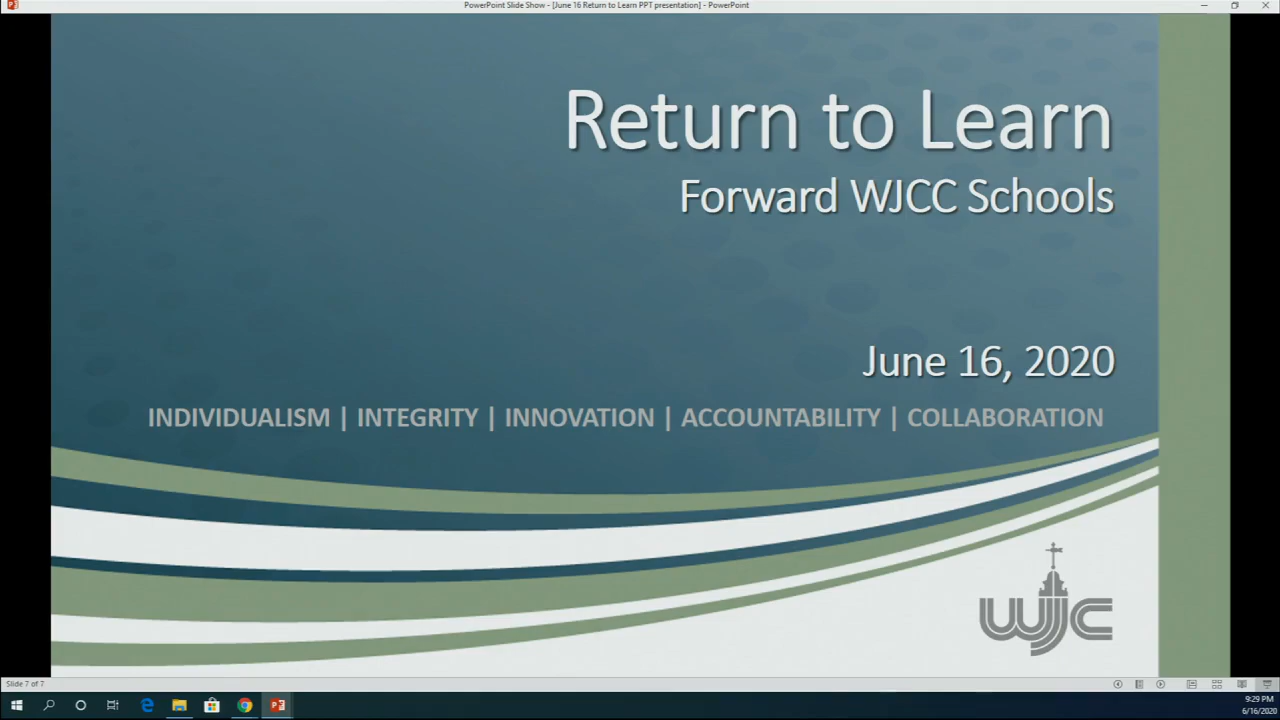 PowerPoint Slide Show - [June 16 Return to Learn PPT presentation] - PowerPoint
Return to Learn
Forward WJCC Schools
June 16, 2020
INDIVIDUALISM | INTEGRITY | INNOVATION | ACCOUNTABILITY | COLLABORATION
WJC
Slide 7 of 7
9:29 PM
6/16/2020